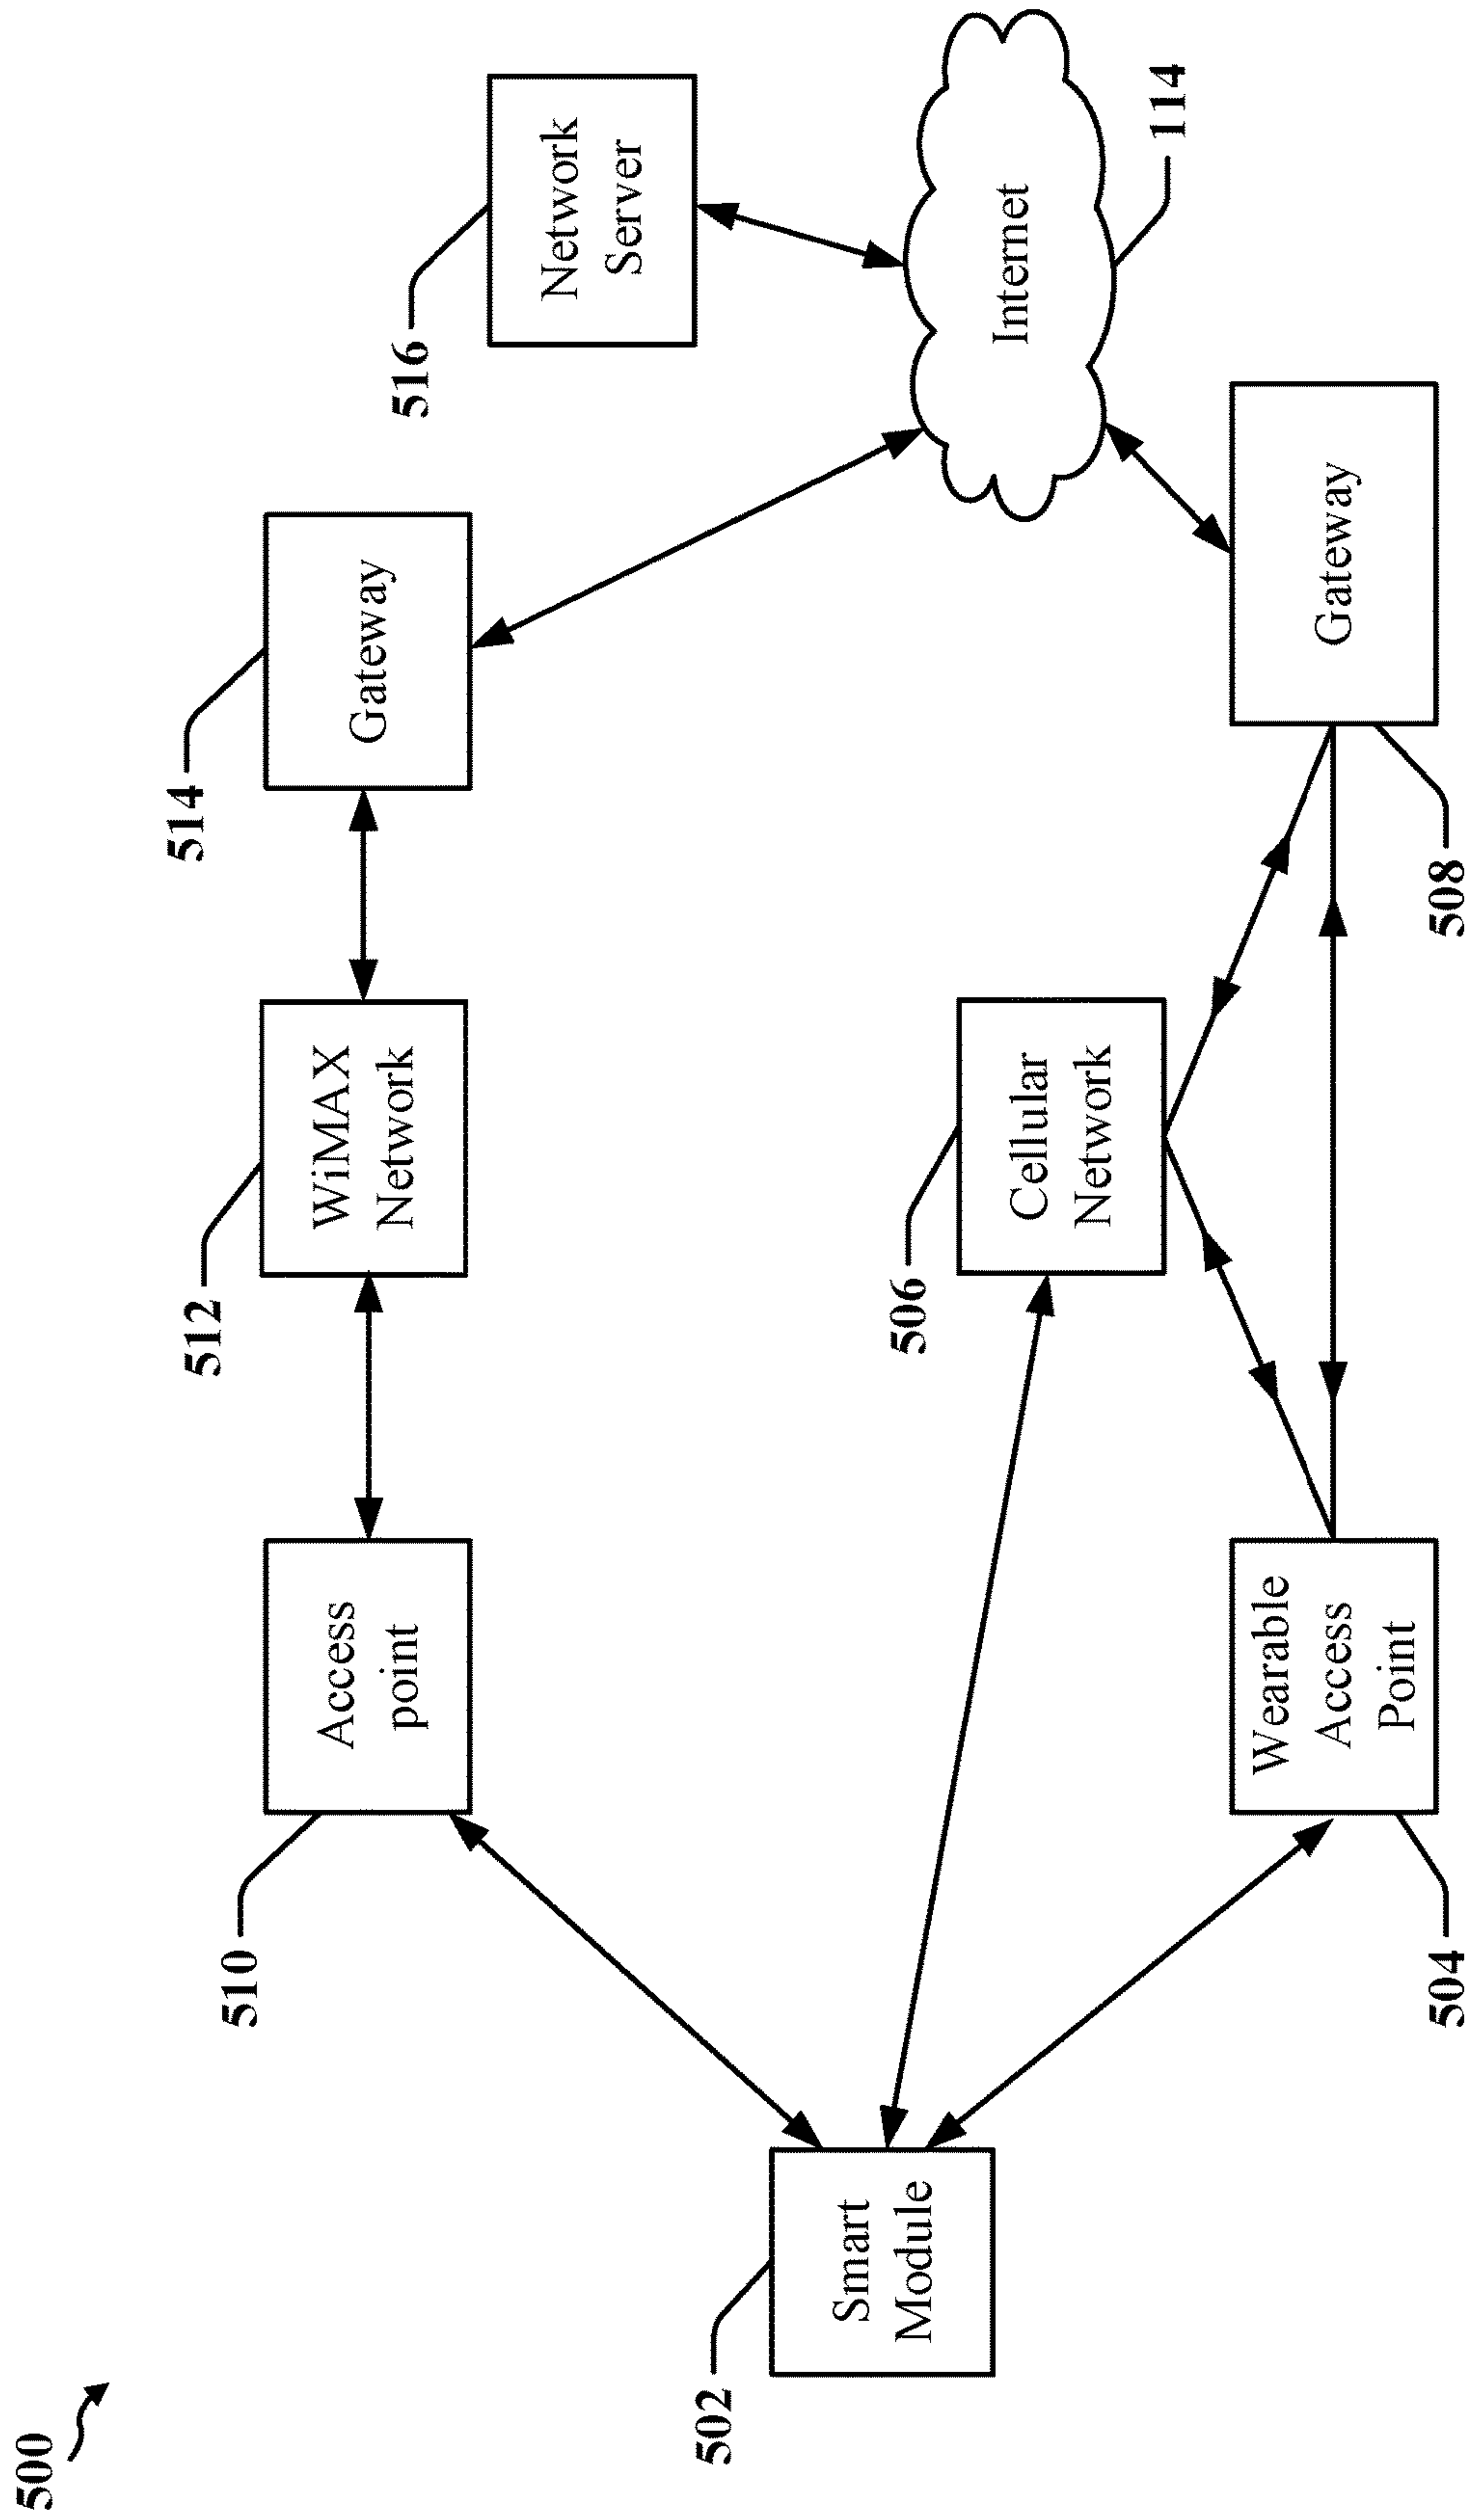 500
502
Smart
Module
510
Access
point
512
WiMAX
Network
514
Gateway
516
Network
Server
506
Cellular
Network
Internet
114
504
Wearable
Access
Point
508
Gateway